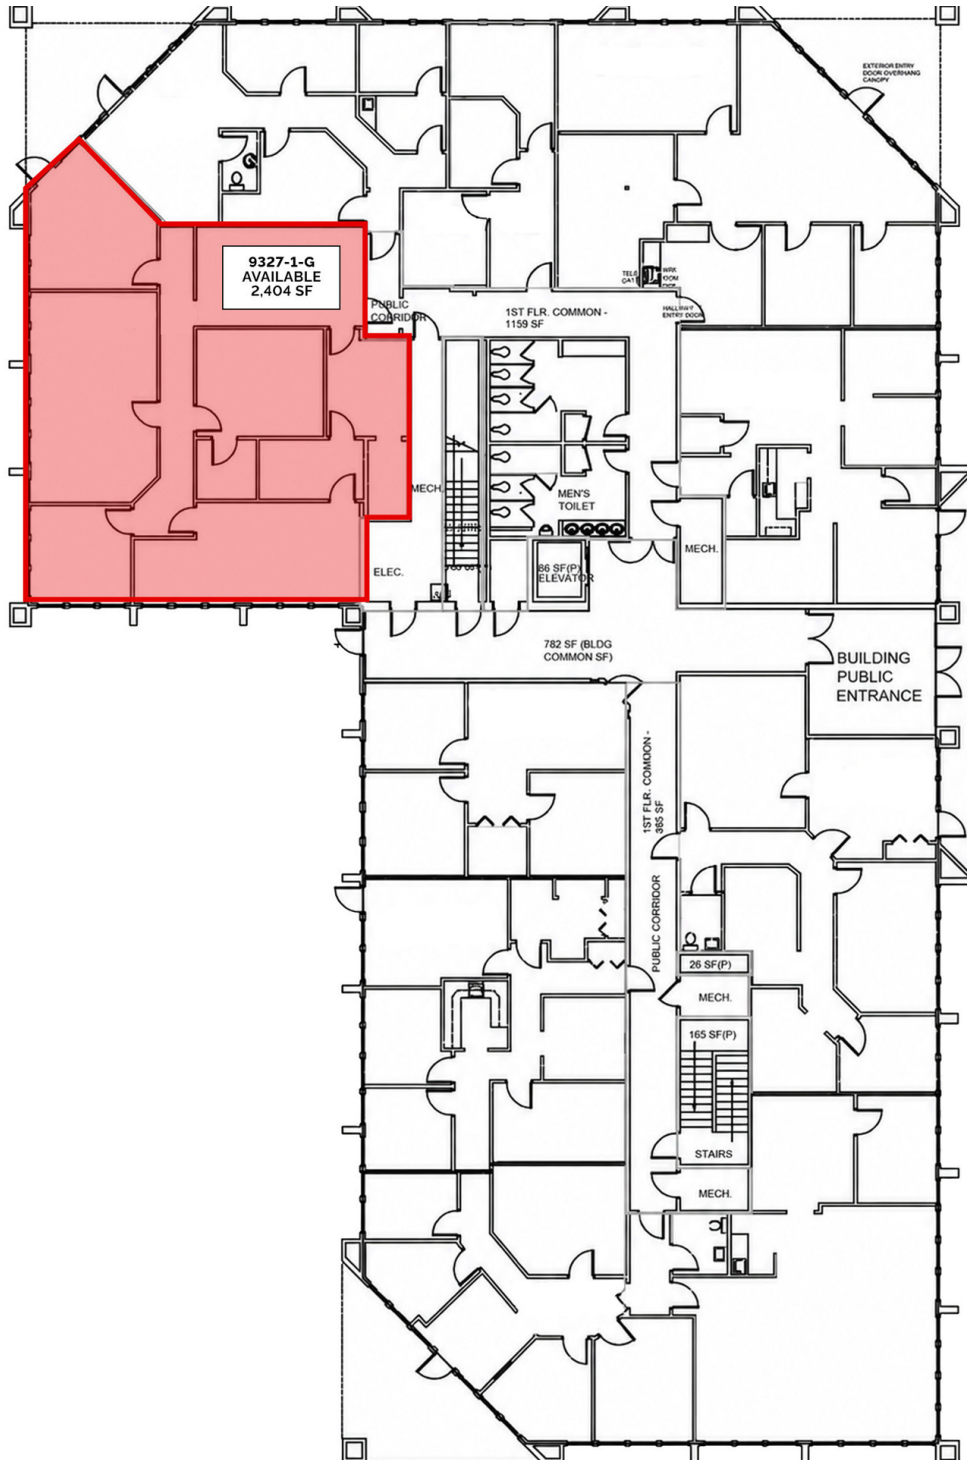 EXTERIOR ENTRY
DOOR OVERHANG
CANOPY
9327-1-G
AVAILABLE
2,404 SF
PUBLIC
CORRIDOR
1ST FLR. COMMON -
1159 SF
HALLWAY
ENTRY DOOR
MECH.
MEN'S
TOILET
MECH.
ELEC.
86 SF(P)
ELEVATOR
782 SF (BLDG
COMMON SF)
BUILDING
PUBLIC
ENTRANCE
1ST FLR. COMOON -
365 SF
PUBLIC CORRIDOR
26 SF(P)
MECH.
165 SF(P)
STAIRS
MECH.